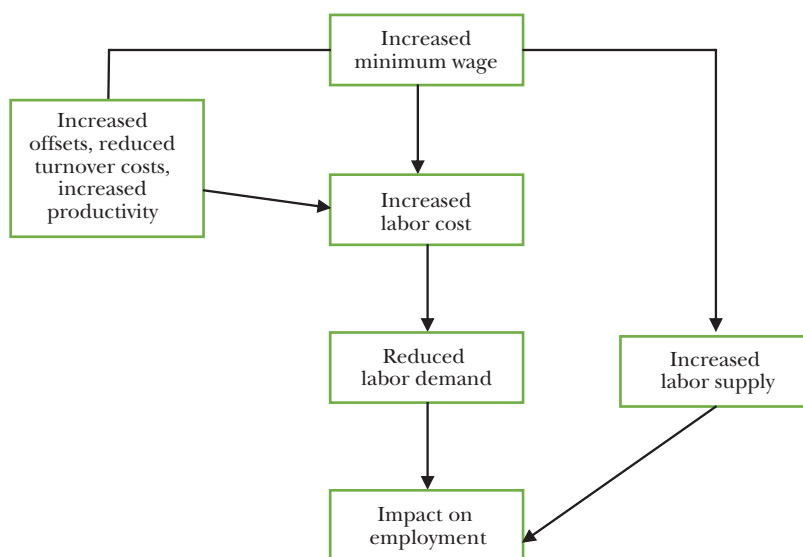 Increased
minimum wage
Increased
offsets, reduced
turnover costs,
increased
productivity
Increased
labor cost
Reduced
labor demand
Increased
labor supply
Impact on
employment